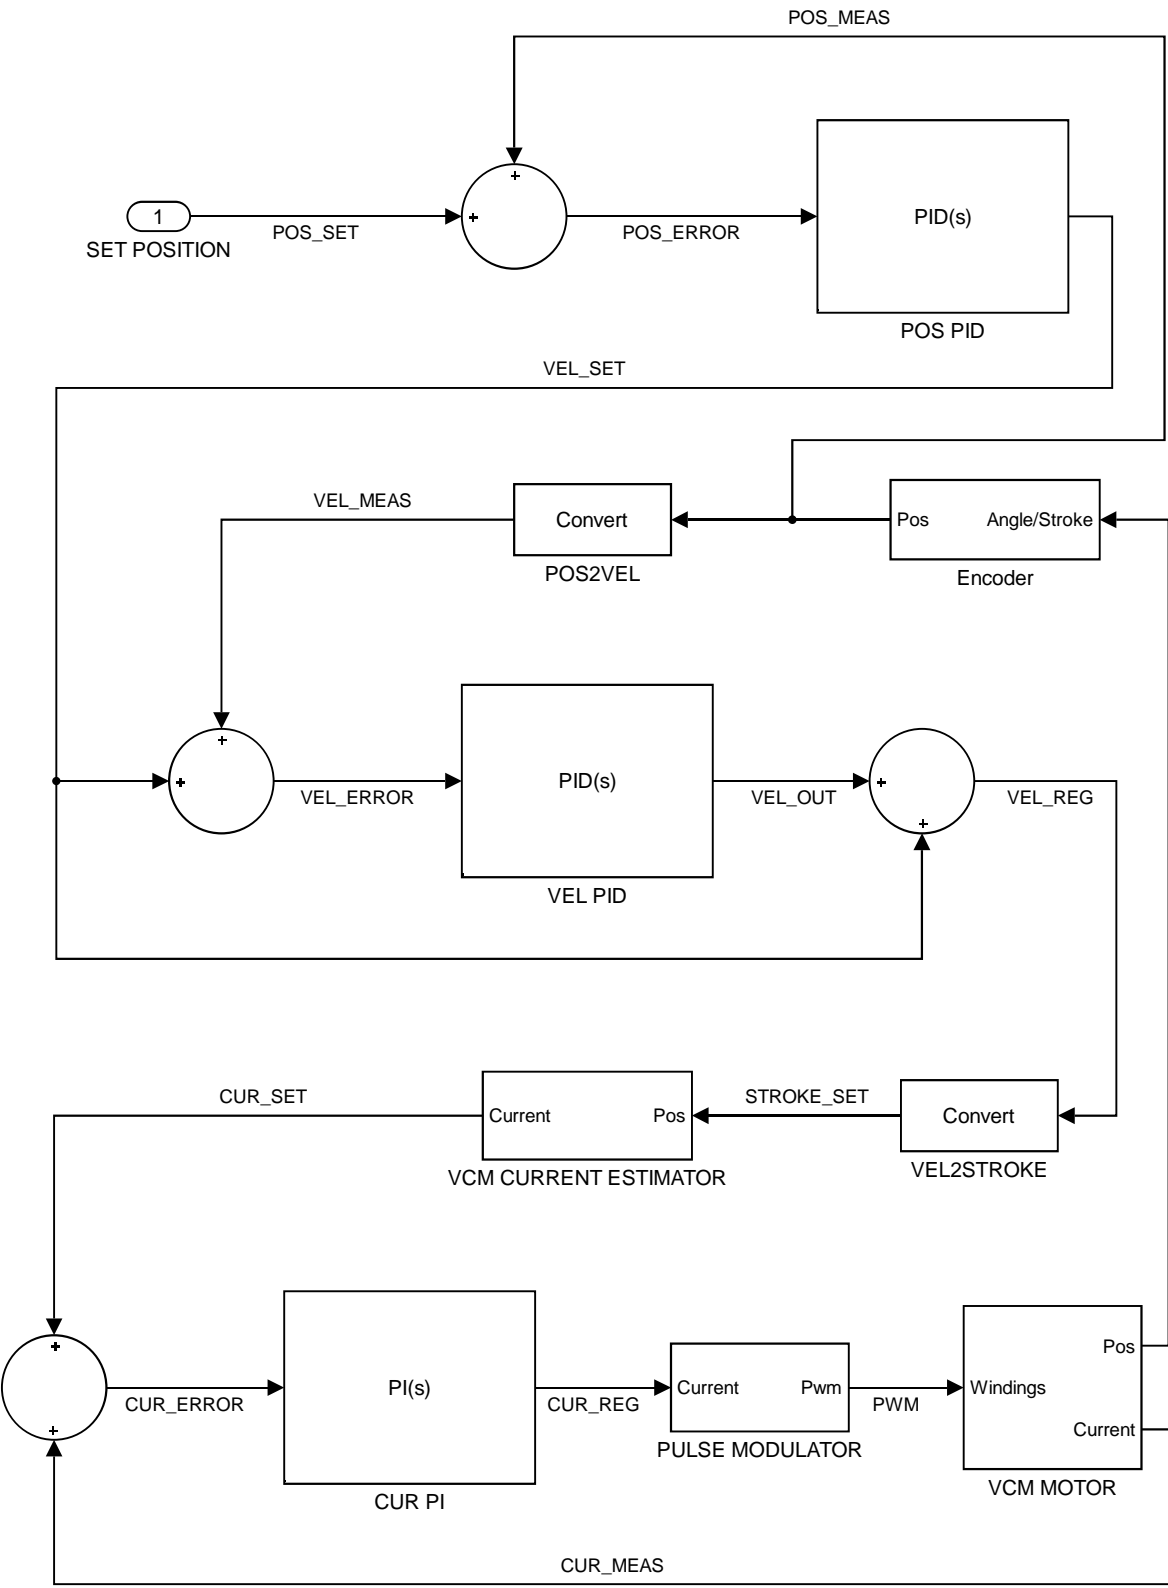 POS_MEAS
+
1
+
PID(s)
POS_SET
POS_ERROR
SET POSITION
POS PID
VEL_SET
VEL_MEAS
Convert
Pos
Angle/Stroke
POS2VEL
Encoder
+
+
PID(s)
+
VEL_ERROR
VEL_OUT
VEL_REG
+
VEL PID
CUR_SET
STROKE_SET
Current
Pos
Convert
VCM CURRENT ESTIMATOR
VEL2STROKE
+
Pos
PI(s)
Current
Pwm
Windings
CUR_ERROR
CUR_REG
PWM
+
Current
PULSE MODULATOR
VCM MOTOR
CUR PI
CUR_MEAS